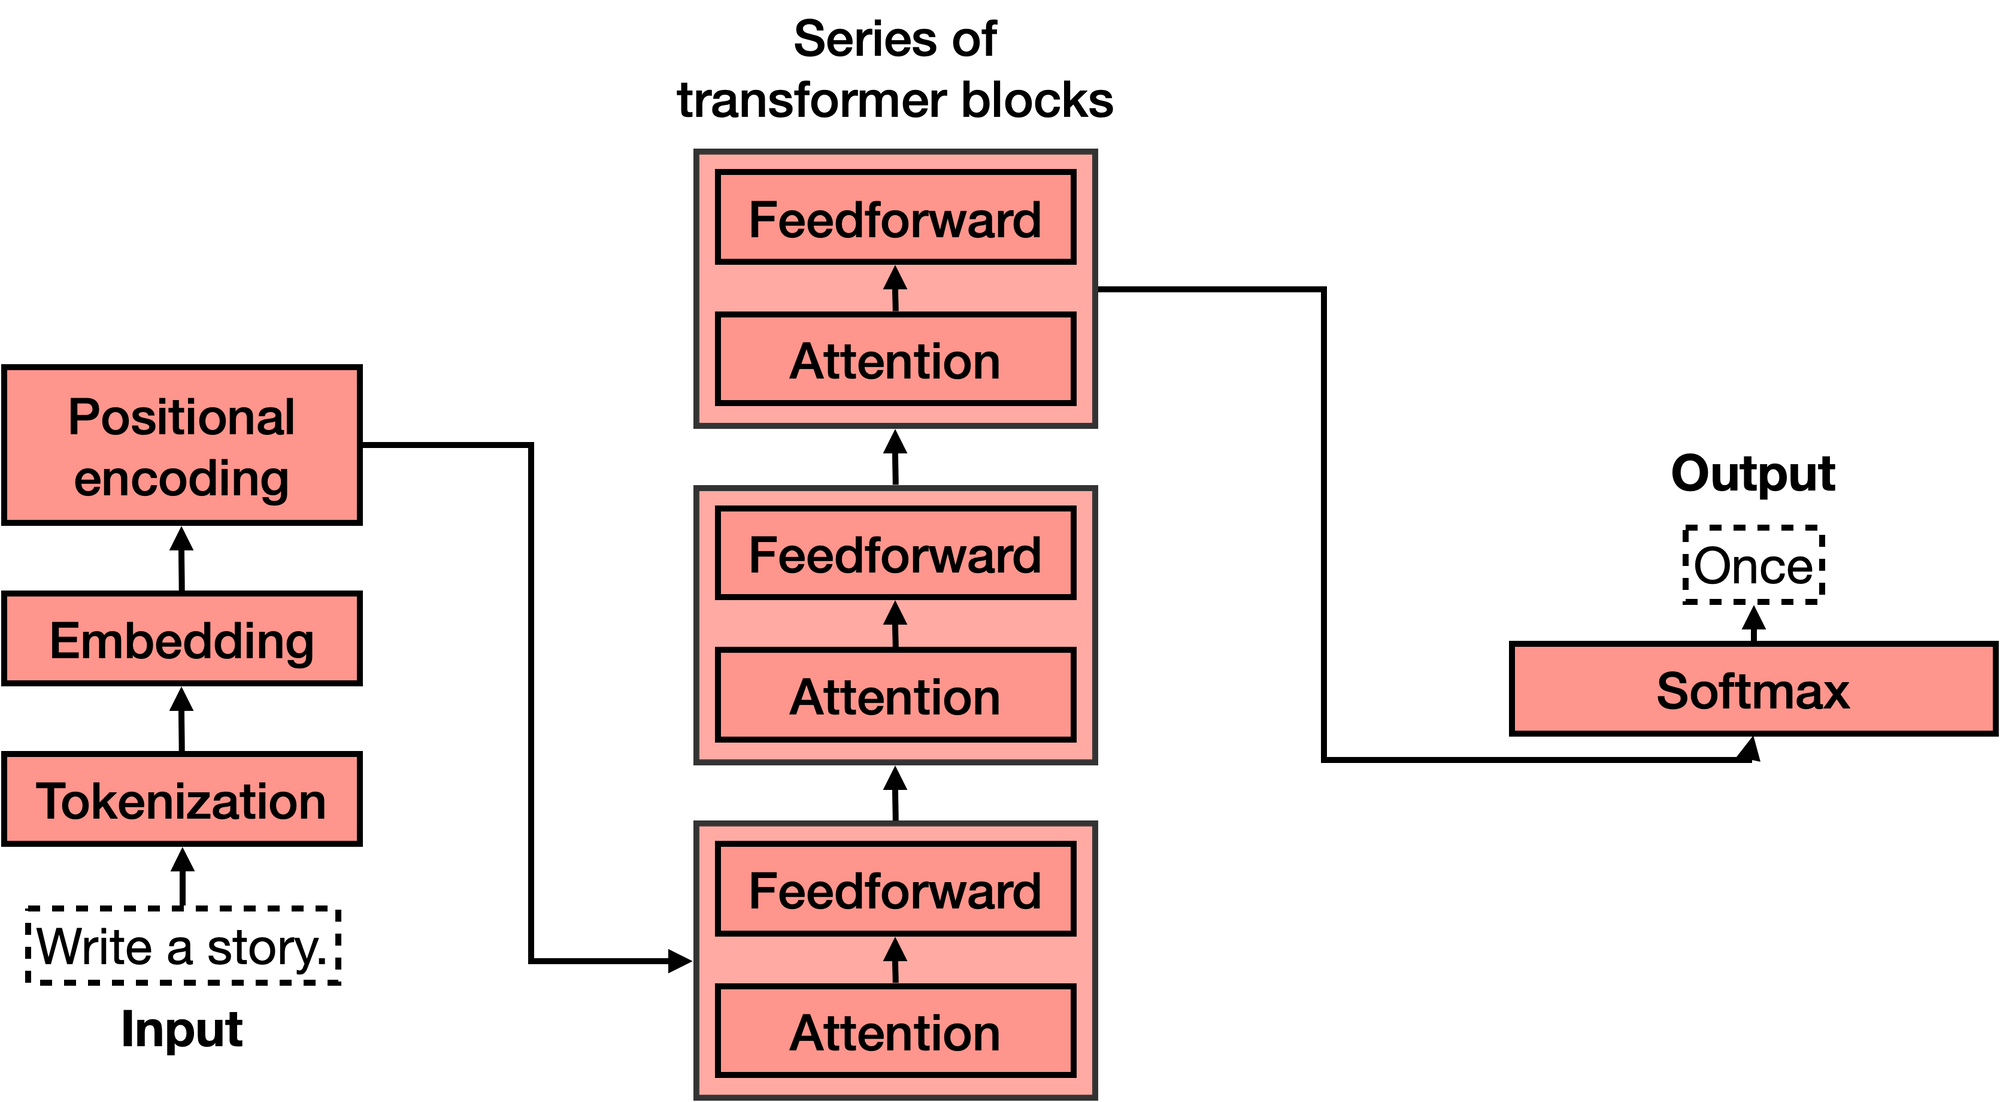 Series of
transformer blocks
Feedforward
Attention
Feedforward
Attention
Feedforward
Attention
Positional
encoding
Embedding
Tokenization
Write a story.
Input
Output
Once
Softmax